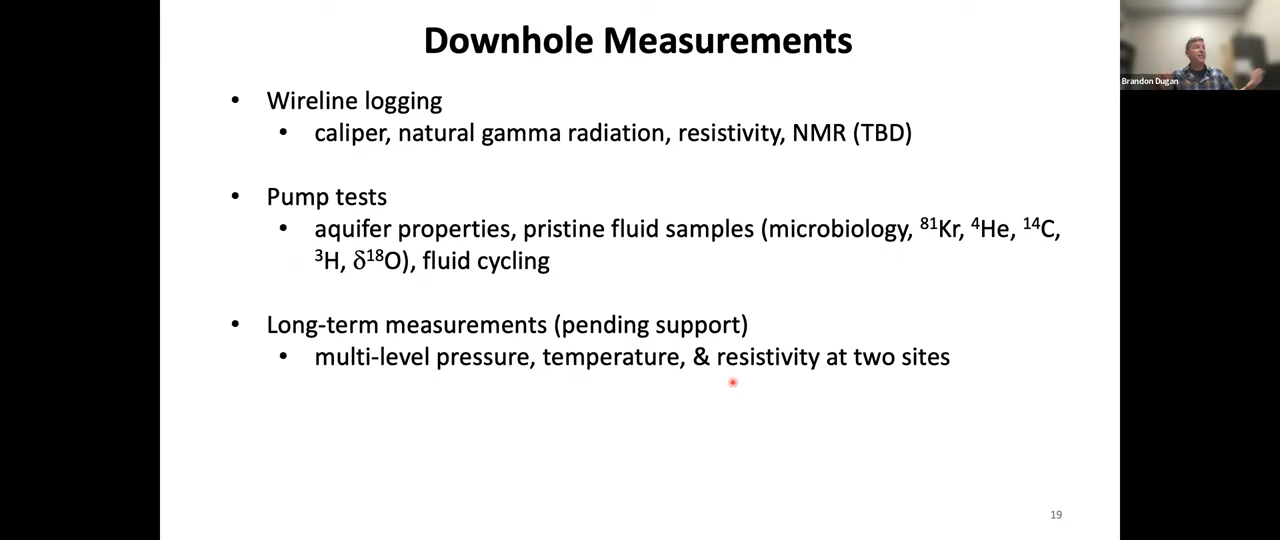 Downhole Measurements
Brandon Dugan
• Wireline logging
• caliper, natural gamma radiation, resistivity, NMR (TBD)
• Pump tests
• aquifer properties, pristine fluid samples (microbiology, ⁸¹Kr, ⁴He, ¹⁴C,
³H, δ¹⁸O), fluid cycling
• Long-term measurements (pending support)
• multi-level pressure, temperature, & resistivity at two sites
19